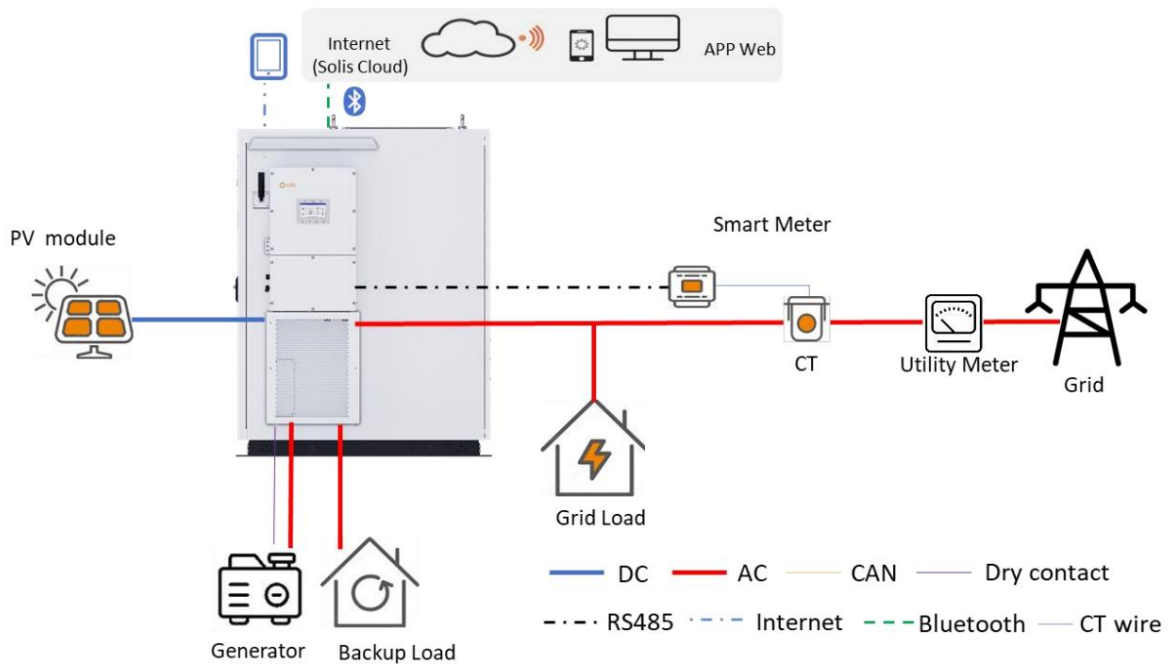 Internet
(Solis Cloud)
APP Web
Smart Meter
PV module
CT
Utility Meter
Grid
Grid Load
Generator
Backup Load
DC
AC
CAN
Dry contact
RS485
Internet
Bluetooth
CT wire